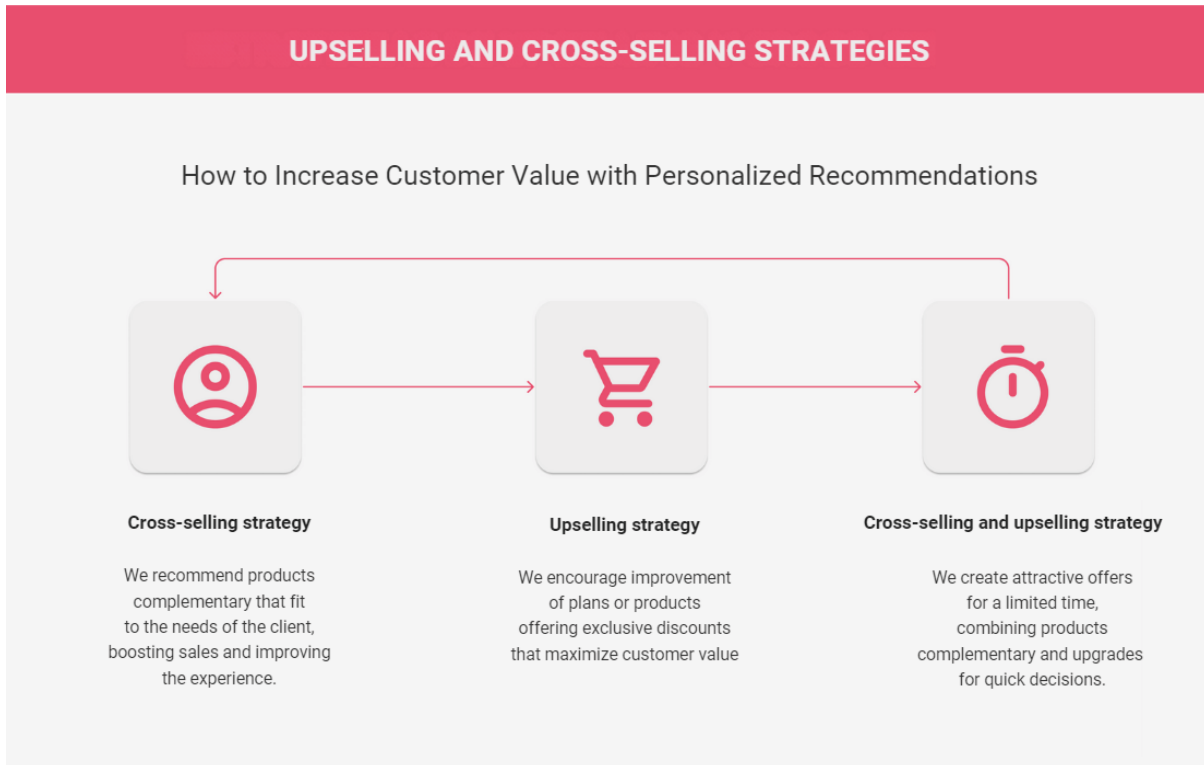 UPSELLING AND CROSS-SELLING STRATEGIES
How to Increase Customer Value with Personalized Recommendations
Cross-selling strategy
We recommend products
complementary that fit
to the needs of the client,
boosting sales and improving
the experience.
Upselling strategy
We encourage improvement
of plans or products
offering exclusive discounts
that maximize customer value
Cross-selling and upselling strategy
We create attractive offers
for a limited time,
combining products
complementary and upgrades
for quick decisions.